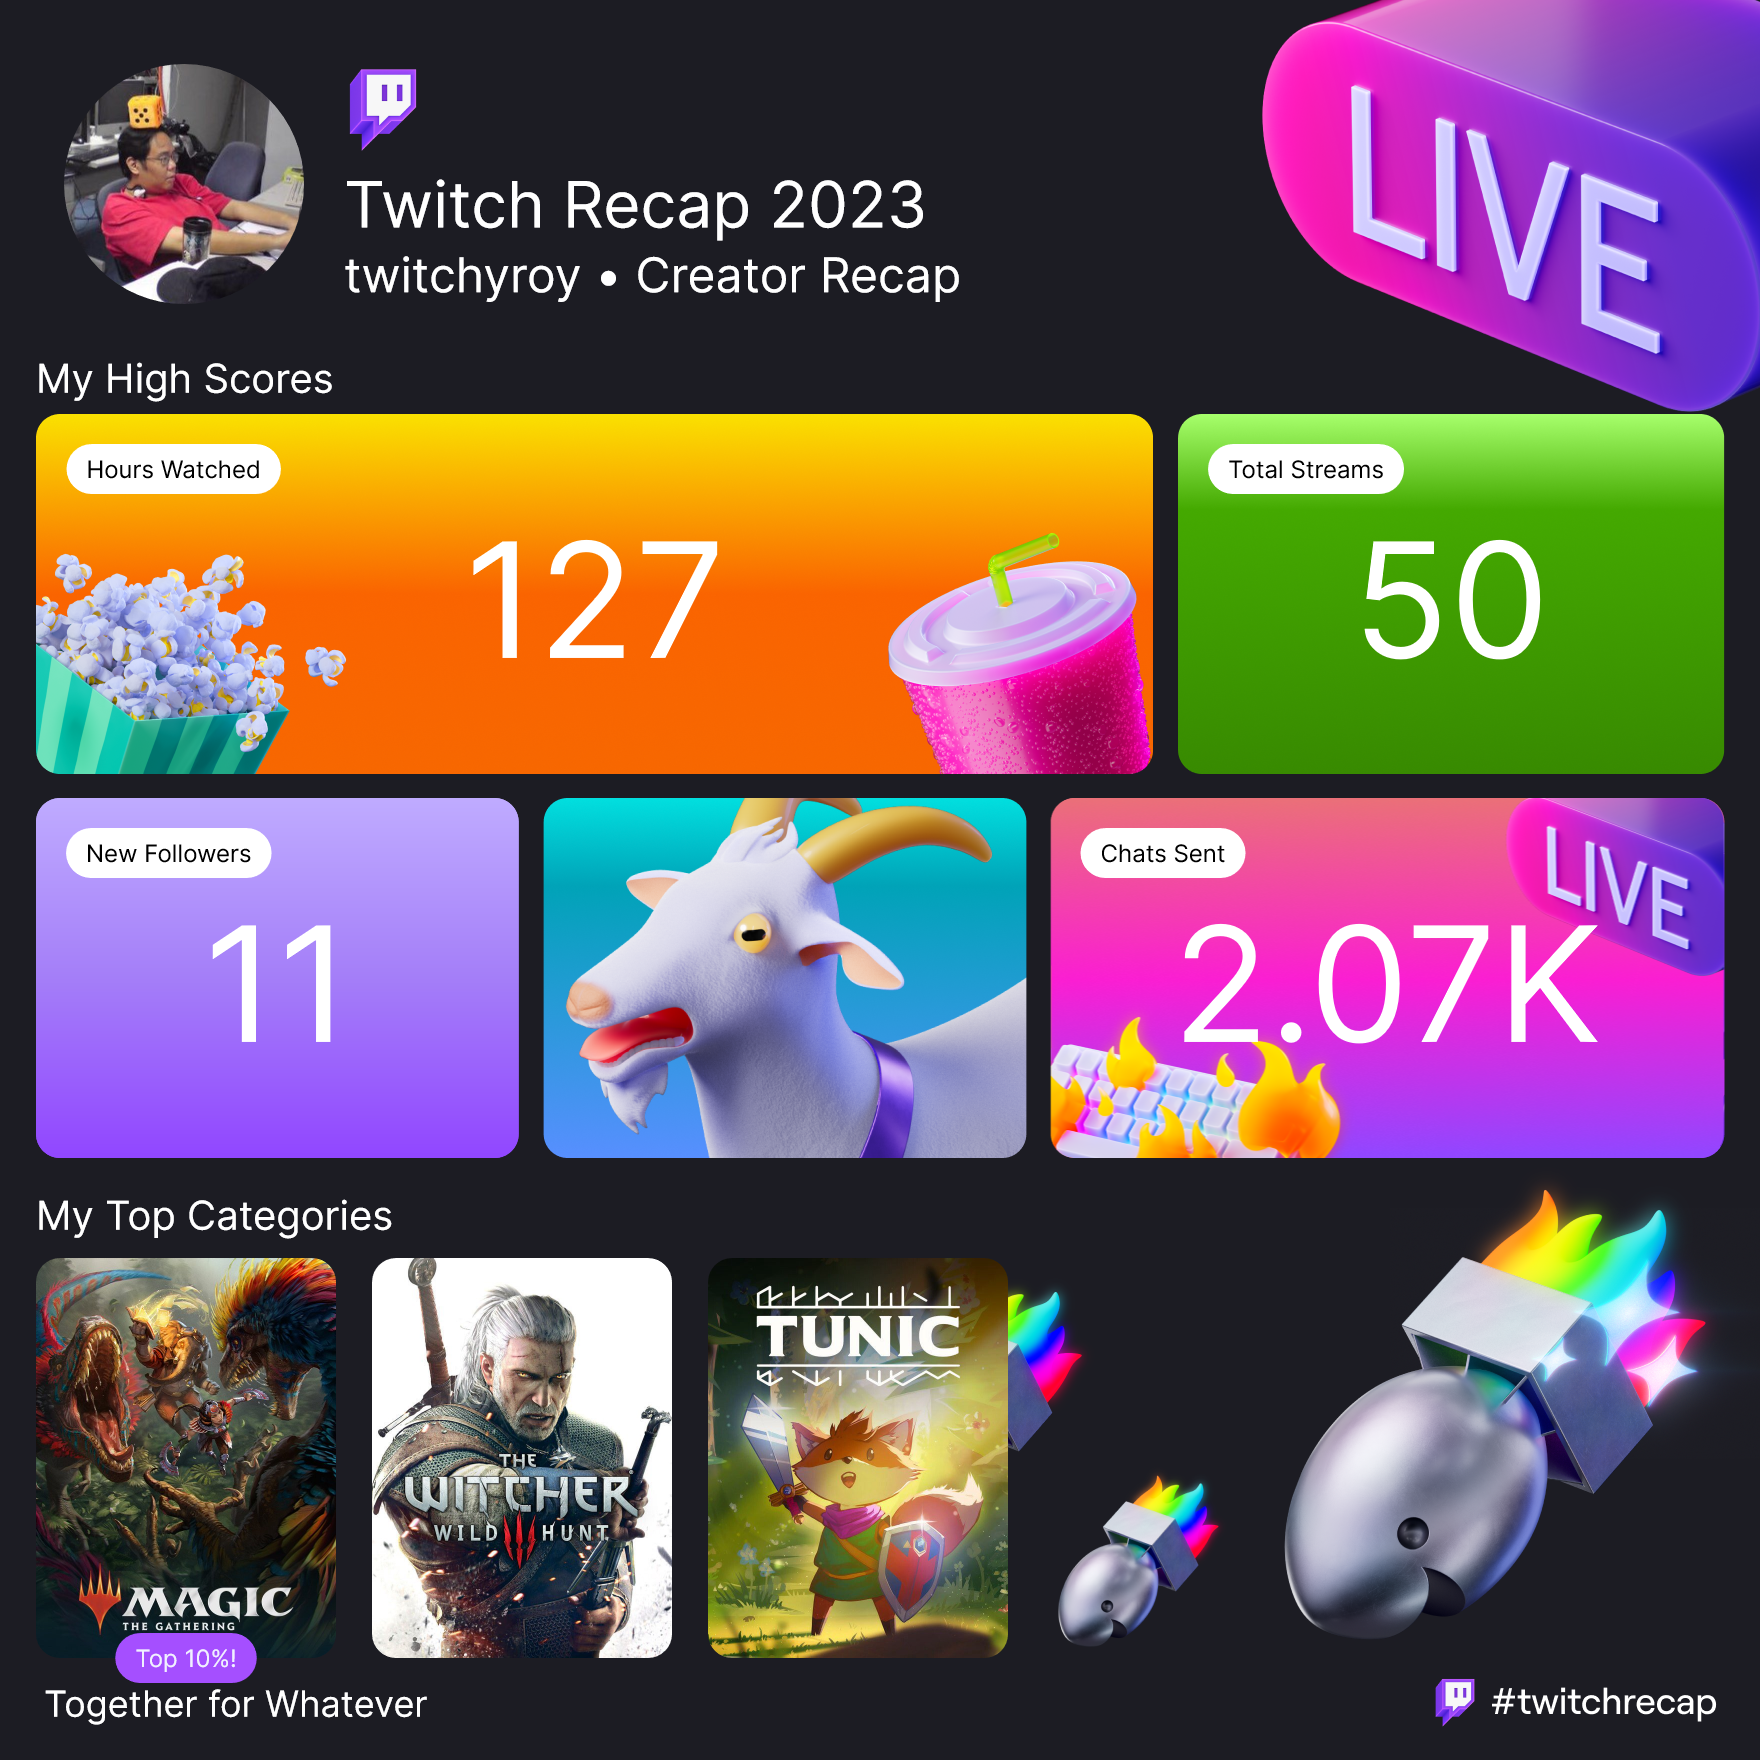 Twitch Recap 2023
twitchyroy • Creator Recap
LIVE
My High Scores
Hours Watched
127
Total Streams
50
New Followers
11
Chats Sent
2.07K
LIVE
My Top Categories
MAGIC
THE GATHERING
Top 10%!
THE
WITCHER
WILD HUNT
TUNIC
Together for Whatever
#twitchrecap